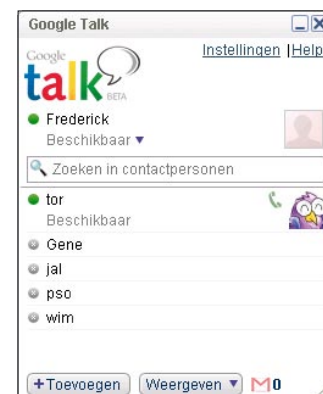 Google Talk
Instellingen | Help
Google
talk
BETA
Frederick
Beschikbaar
Zoeken in contactpersonen
tor
Beschikbaar
Gene
jal
pso
wim
+Toevoegen Weergeven 0